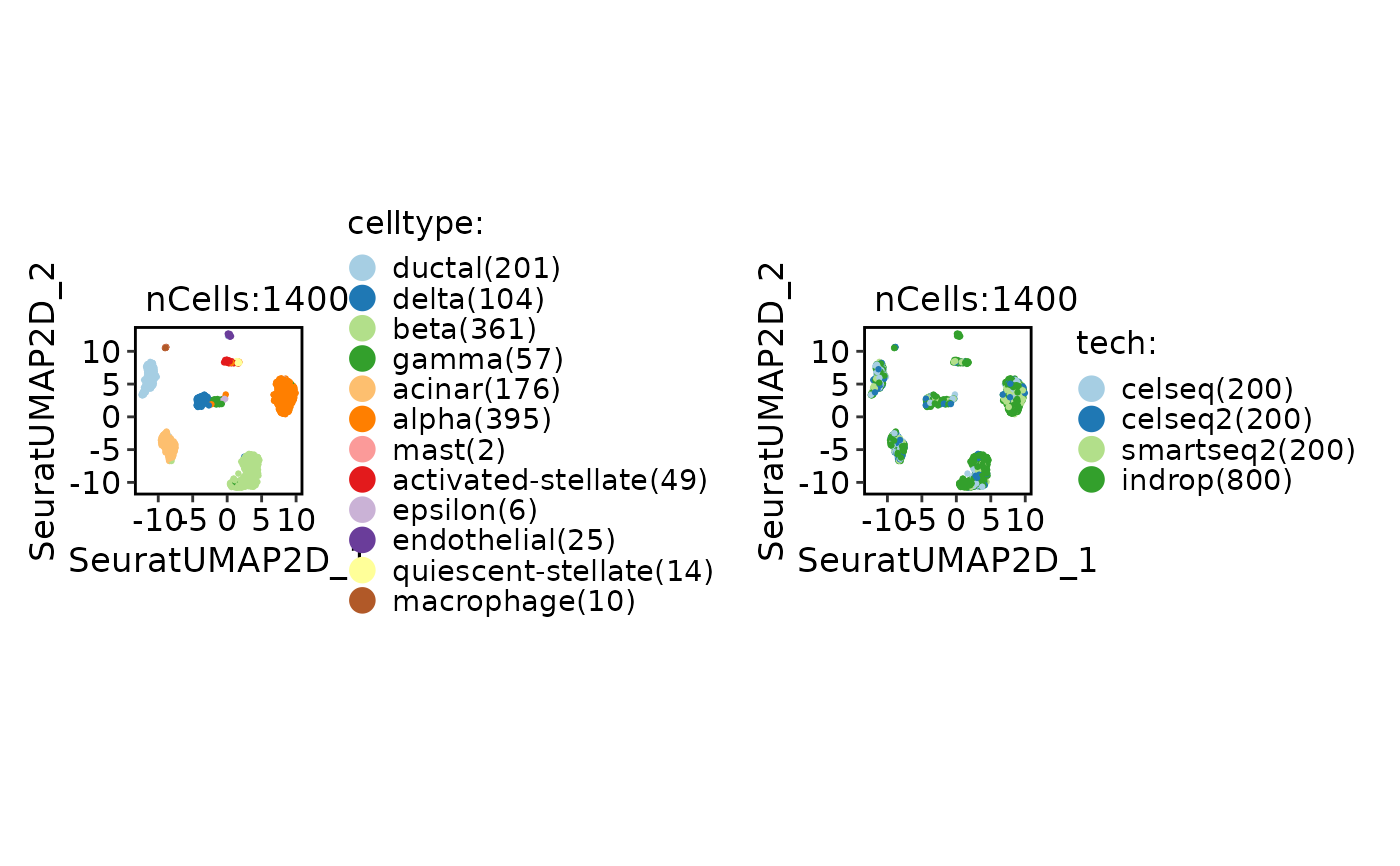 SeuratUMAP2D_2
nCells:1400
10
5
0
-5
-10
-10
-5
0
5
10
SeuratUMAP2D_
celltype:
ductal(201)
delta(104)
beta(361)
gamma(57)
acinar(176)
alpha(395)
mast(2)
activated-stellate(49)
epsilon(6)
endothelial(25)
quiescent-stellate(14)
macrophage(10)
SeuratUMAP2D_2
nCells:1400
10
5
0
-5
-10
-10
-5
0
5
10
SeuratUMAP2D_1
tech:
celseq(200)
celseq2(200)
smartseq2(200)
indrop(800)